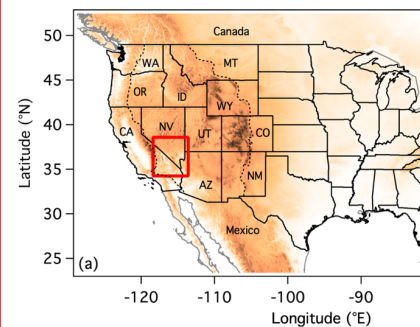 50
45
40
35
30
25
Latitude (°N)
Canada
WA
MT
OR
ID
WY
CA
NV
UT
CO
AZ
NM
Mexico
(a)
-120
-110
-100
-90
Longitude (°E)